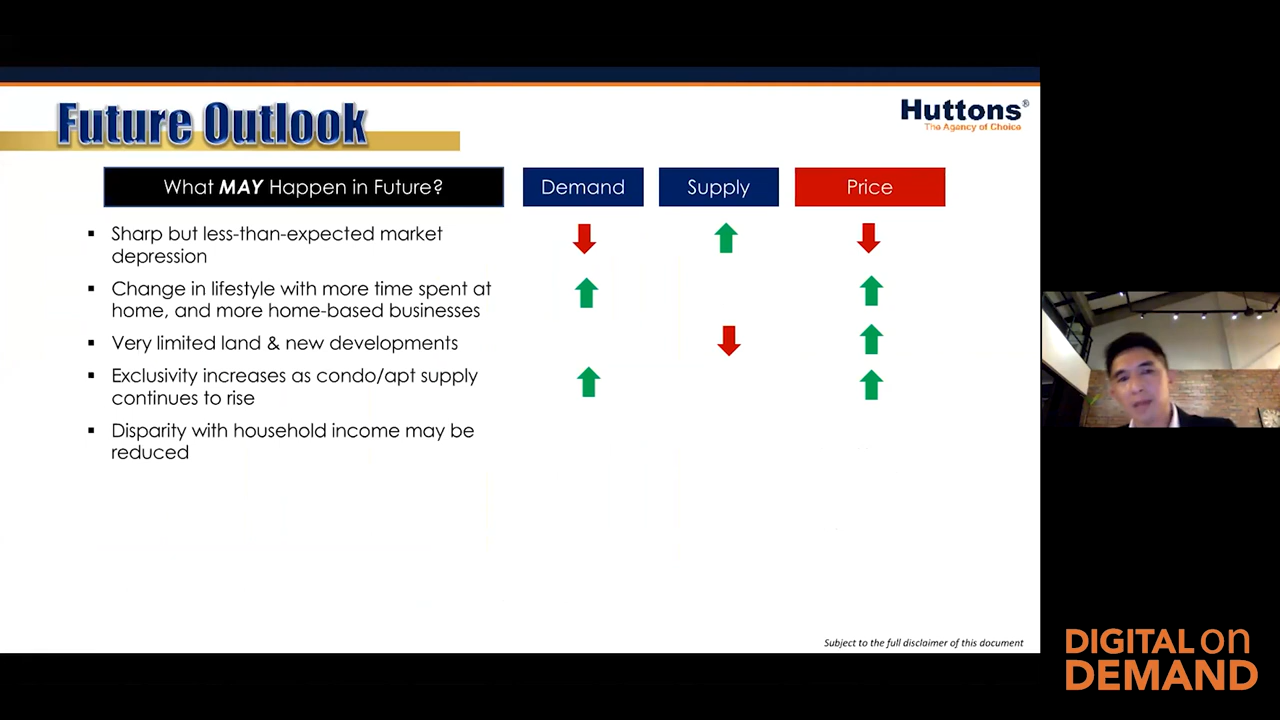 Future Outlook
Huttons®
The Agency of Choice
What MAY Happen in Future?
Demand
Supply
Price
▪ Sharp but less-than-expected market
depression
▪ Change in lifestyle with more time spent at
home, and more home-based businesses
▪ Very limited land & new developments
▪ Exclusivity increases as condo/apt supply
continues to rise
▪ Disparity with household income may be
reduced
Subject to the full disclaimer of this document
DIGITAL on
DEMAND